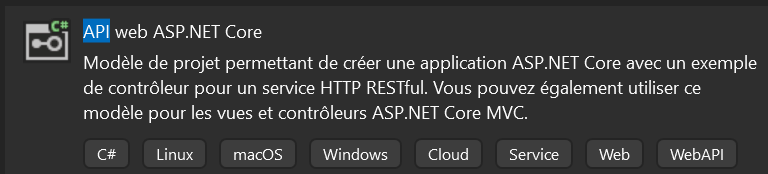 C#
API web ASP.NET Core
Modèle de projet permettant de créer une application ASP.NET Core avec un exemple
de contrôleur pour un service HTTP RESTful. Vous pouvez également utiliser ce
modèle pour les vues et contrôleurs ASP.NET Core MVC.
C# Linux macOS Windows Cloud Service Web WebAPI